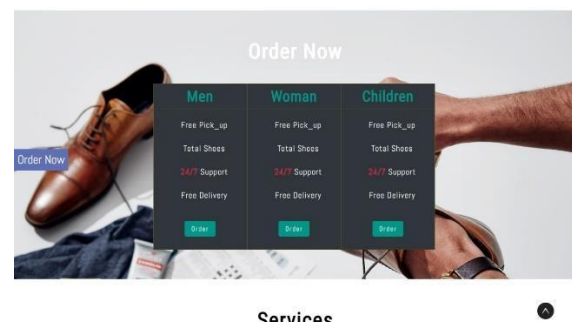 Order Now
Men Woman Children
Free Pick_up Free Pick_up Free Pick_up
Total Shoes Total Shoes Total Shoes
Order Now
24/7 Support 24/7 Support 24/7 Support
Free Delivery Free Delivery Free Delivery
Order Order Order
Services